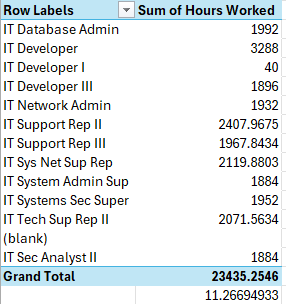 Row Labels Sum of Hours Worked
IT Database Admin 1992
IT Developer 3288
IT Developer I 40
IT Developer III 1896
IT Network Admin 1932
IT Support Rep II 2407.9675
IT Support Rep III 1967.8434
IT Sys Net Sup Rep 2119.8803
IT System Admin Sup 1884
IT Systems Sec Super 1952
IT Tech Sup Rep II 2071.5634
(blank)
IT Sec Analyst II 1884
Grand Total 23435.2546
11.26694933